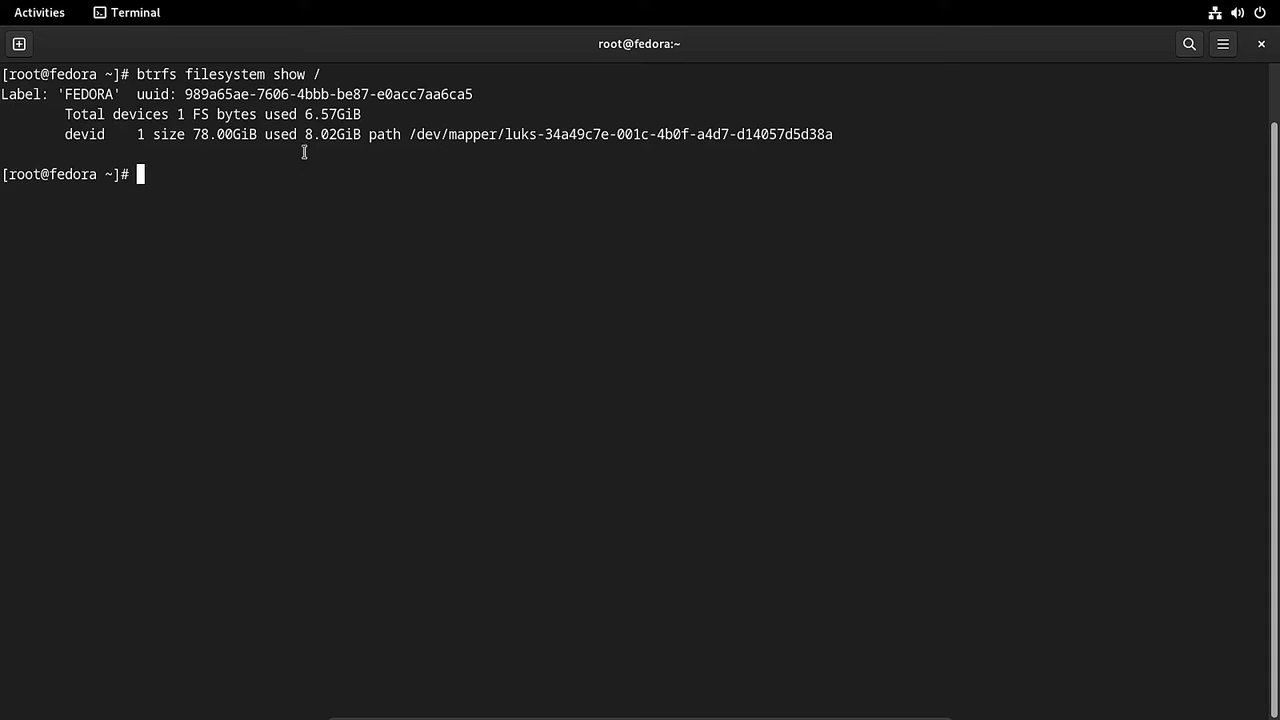 Activities Terminal
root@fedora:~
[root@fedora ~]# btrfs filesystem show /
Label: 'FEDORA'  uuid: 989a65ae-7606-4bbb-be87-e0acc7aa6ca5
Total devices 1 FS bytes used 6.57GiB
devid    1 size 78.00GiB used 8.02GiB path /dev/mapper/luks-34a49c7e-001c-4b0f-a4d7-d14057d5d38a
[root@fedora ~]#